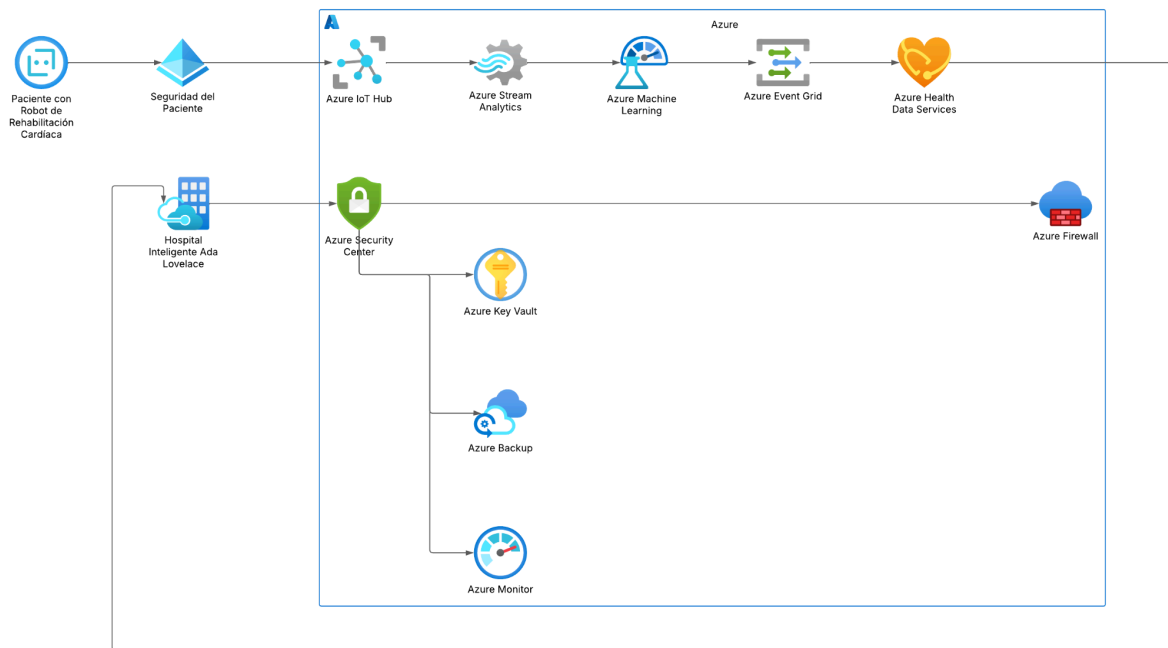 Azure
Paciente con
Robot de
Rehabilitación
Cardíaca
Seguridad del
Paciente
Azure IoT Hub
Azure Stream
Analytics
Azure Machine
Learning
Azure Event Grid
Azure Health
Data Services
Hospital
Inteligente Ada
Lovelace
Azure Security
Center
Azure Firewall
Azure Key Vault
Azure Backup
Azure Monitor